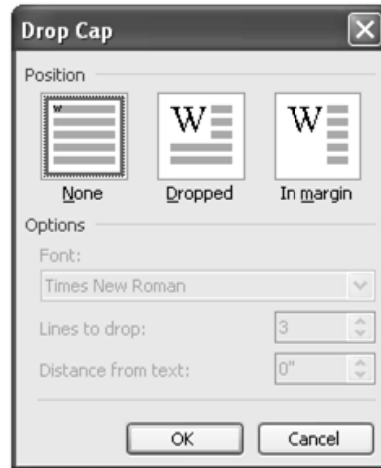 Drop Cap
Position
W W W
None Dropped In margin
Options
Font:
Times New Roman
Lines to drop: 3
Distance from text: 0"
OK Cancel